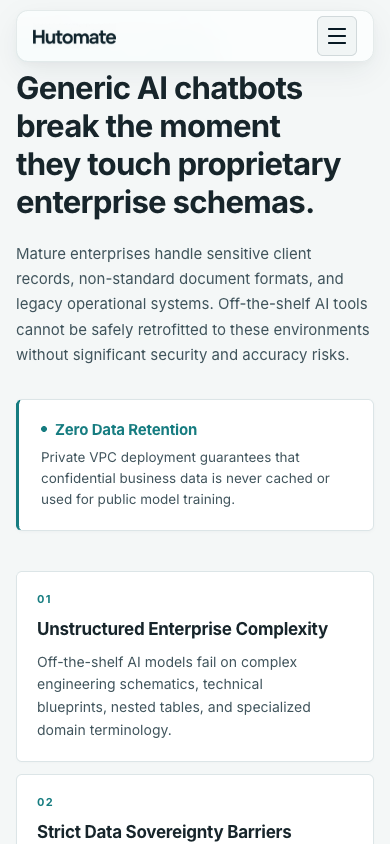 Hutomate
Generic AI chatbots
break the moment
they touch proprietary
enterprise schemas.
Mature enterprises handle sensitive client
records, non-standard document formats, and
legacy operational systems. Off-the-shelf AI tools
cannot be safely retrofitted to these environments
without significant security and accuracy risks.
• Zero Data Retention
Private VPC deployment guarantees that
confidential business data is never cached or
used for public model training.
01
Unstructured Enterprise Complexity
Off-the-shelf AI models fail on complex
engineering schematics, technical
blueprints, nested tables, and specialized
domain terminology.
02
Strict Data Sovereignty Barriers